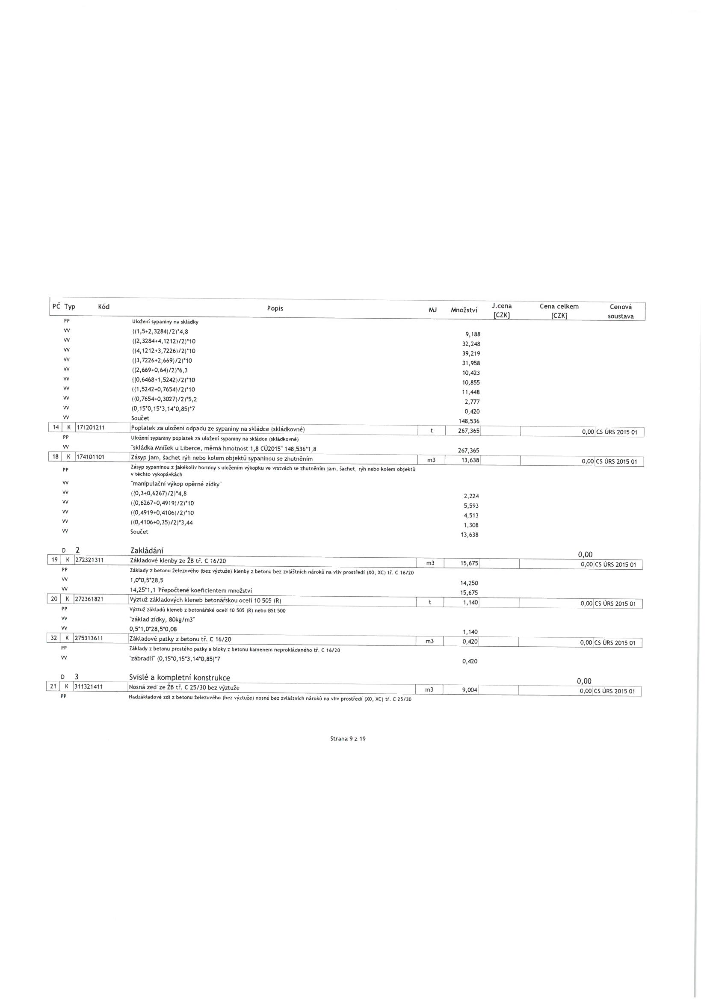 PČ Typ Kód Popis MJ Množství J.cena [CZK] Cena celkem [CZK] Cenová soustava
PP Uložení sypaniny na skládky
VV ((1,5+2,3284)/2)*4,8 9,188
VV ((2,3284+4,1212)/2)*10 32,248
VV ((4,1212+3,7226)/2)*10 39,219
VV ((3,7226+2,669)/2)*10 31,958
VV ((2,669+0,64)/2)*6,3 10,423
VV ((0,6468+1,5242)/2)*10 10,855
VV ((1,5242+0,7654)/2)*10 11,448
VV ((0,7654+0,3027)/2)*5,2 2,777
VV (0,15*0,15*3,14*0,85)*7 0,420
VV Součet 148,536
14 K 171201211 Poplatek za uložení odpadu ze sypaniny na skládce (skládkovné) t 267,365 0,00 CS ÚRS 2015 01
PP Uložení sypaniny poplatek za uložení sypaniny na skládce (skládkovné)
VV "skládka Mníšek u Liberce, měrná hmotnost 1,8 CÚ2015" 148,536*1,8 267,365
18 K 174101101 Zásyp jam, šachet rýh nebo kolem objektů sypaninou se zhutněním m3 13,638 0,00 CS ÚRS 2015 01
PP Zásyp sypaninou z jakékoliv horniny s uložením výkopku ve vrstvách se zhutněním jam, šachet, rýh nebo kolem objektů
v těchto vykopávkách
VV "manipulační výkop opěrné zídky"
VV ((0,3+0,6267)/2)*4,8 2,224
VV ((0,6267+0,4919)/2)*10 5,593
VV ((0,4919+0,4106)/2)*10 4,513
VV ((0,4106+0,35)/2)*3,44 1,308
VV Součet 13,638
D 2 Zakládání 0,00
19 K 272321311 Základové klenby ze ŽB tř. C 16/20 m3 15,675 0,00 CS ÚRS 2015 01
PP Základy z betonu železového (bez výztuže) klenby z betonu bez zvláštních nároků na vliv prostředí (X0, XC) tř. C 16/20
VV 1,0*0,5*28,5 14,250
VV 14,25*1,1 'Přepočtené koeficientem množství 15,675
20 K 272361821 Výztuž základových kleneb betonářskou ocelí 10 505 (R) t 1,140 0,00 CS ÚRS 2015 01
PP Výztuž základů kleneb z betonářské oceli 10 505 (R) nebo BSt 500
VV "základ zídky, 80kg/m3"
VV 0,5*1,0*28,5*0,08 1,140
32 K 275313611 Základové patky z betonu tř. C 16/20 m3 0,420 0,00 CS ÚRS 2015 01
PP Základy z betonu prostého patky a bloky z betonu kamenem neprokládaného tř. C 16/20
VV "zábradlí" (0,15*0,15*3,14*0,85)*7 0,420
D 3 Svislé a kompletní konstrukce 0,00
21 K 311321411 Nosná zeď ze ŽB tř. C 25/30 bez výztuže m3 9,004 0,00 CS ÚRS 2015 01
PP Nadzákladové zdi z betonu železového (bez výztuže) nosné bez zvláštních nároků na vliv prostředí (X0, XC) tř. C 25/30
Strana 9 z 19